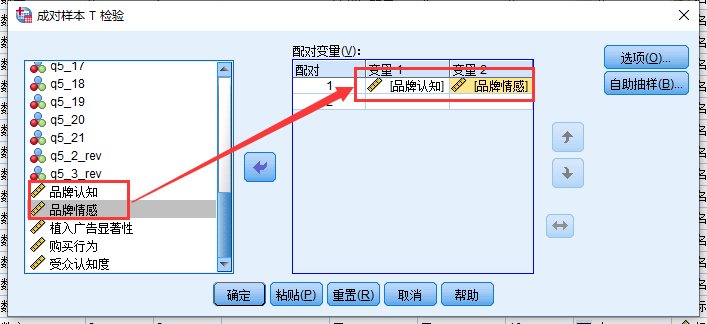 成对样本 T 检验
q5_17
q5_18
q5_19
q5_20
q5_21
q5_2_rev
q5_3_rev
品牌认知
品牌情感
植入广告显著性
购买行为
受众认知度
配对变量(V):
配对 变量 1 变量 2
1 [品牌认知] [品牌情感]
2
选项(O)...
自助抽样(B)...
确定 粘贴(P) 重置(R) 取消 帮助